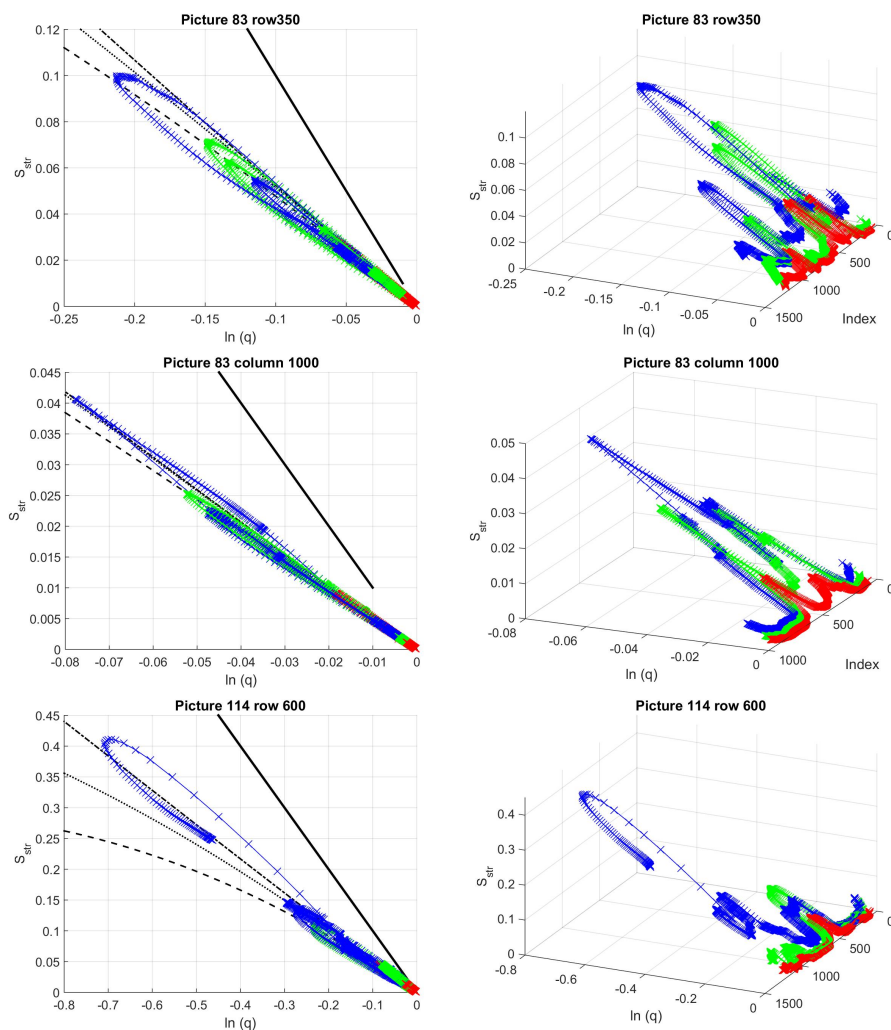 Picture 83 row350
0.12
0.1
0.08
0.06
0.04
0.02
0
S_str
-0.25 -0.2 -0.15 -0.1 -0.05 0
ln (q)
Picture 83 row350
0.1
0.08
0.06
0.04
0.02
0
S_str
-0.25 -0.2 -0.15 -0.1 -0.05 0
ln (q)
1500 1000 500 0
Index
Picture 83 column 1000
0.045
0.04
0.035
0.03
0.025
0.02
0.015
0.01
0.005
0
S_str
-0.08 -0.07 -0.06 -0.05 -0.04 -0.03 -0.02 -0.01 0
ln (q)
Picture 83 column 1000
0.05
0.04
0.03
0.02
0.01
0
S_str
-0.08 -0.06 -0.04 -0.02 0
ln (q)
1000 500 0
Index
Picture 114 row 600
0.45
0.4
0.35
0.3
0.25
0.2
0.15
0.1
0.05
0
S_str
-0.8 -0.7 -0.6 -0.5 -0.4 -0.3 -0.2 -0.1 0
ln (q)
Picture 114 row 600
0.4
0.3
0.2
0.1
0
S_str
-0.8 -0.6 -0.4 -0.2 0
ln (q)
1500 1000 500 0
Index